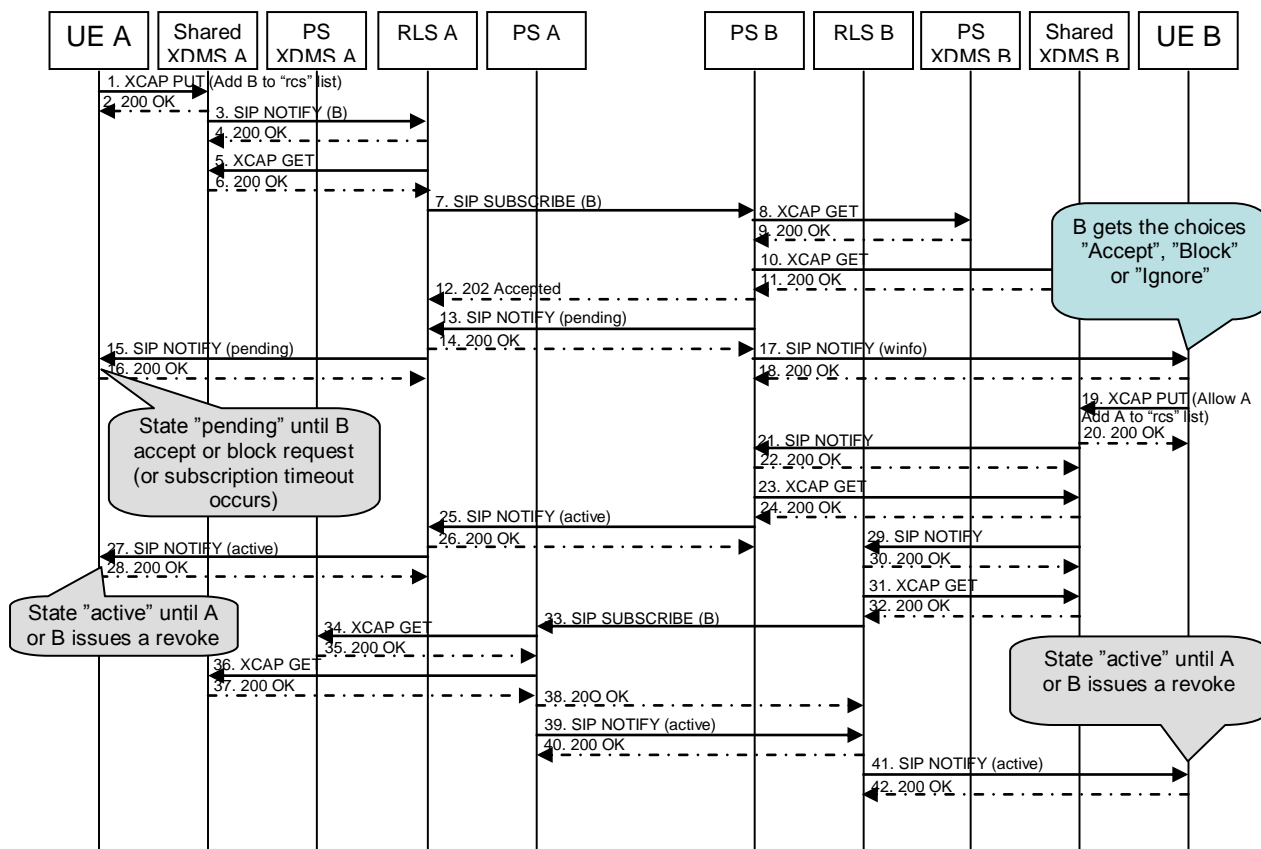 UE A
Shared
XDMS A
PS
XDMS A
RLS A
PS A
PS B
RLS B
PS
XDMS B
Shared
XDMS B
UE B
1. XCAP PUT (Add B to "rcs" list)
2. 200 OK
3. SIP NOTIFY (B)
4. 200 OK
5. XCAP GET
6. 200 OK
7. SIP SUBSCRIBE (B)
8. XCAP GET
9. 200 OK
10. XCAP GET
11. 200 OK
12. 202 Accepted
13. SIP NOTIFY (pending)
14. 200 OK
15. SIP NOTIFY (pending)
16. 200 OK
17. SIP NOTIFY (winfo)
18. 200 OK
B gets the choices
"Accept", "Block"
or "Ignore"
19. XCAP PUT (Allow A
Add A to "rcs" list)
20. 200 OK
State "pending" until B
accept or block request
(or subscription timeout
occurs)
21. SIP NOTIFY
22. 200 OK
23. XCAP GET
24. 200 OK
25. SIP NOTIFY (active)
26. 200 OK
27. SIP NOTIFY (active)
28. 200 OK
29. SIP NOTIFY
30. 200 OK
31. XCAP GET
32. 200 OK
State "active" until A
or B issues a revoke
33. SIP SUBSCRIBE (B)
34. XCAP GET
35. 200 OK
36. XCAP GET
37. 200 OK
38. 20O OK
39. SIP NOTIFY (active)
40. 200 OK
State "active" until A
or B issues a revoke
41. SIP NOTIFY (active)
42. 200 OK